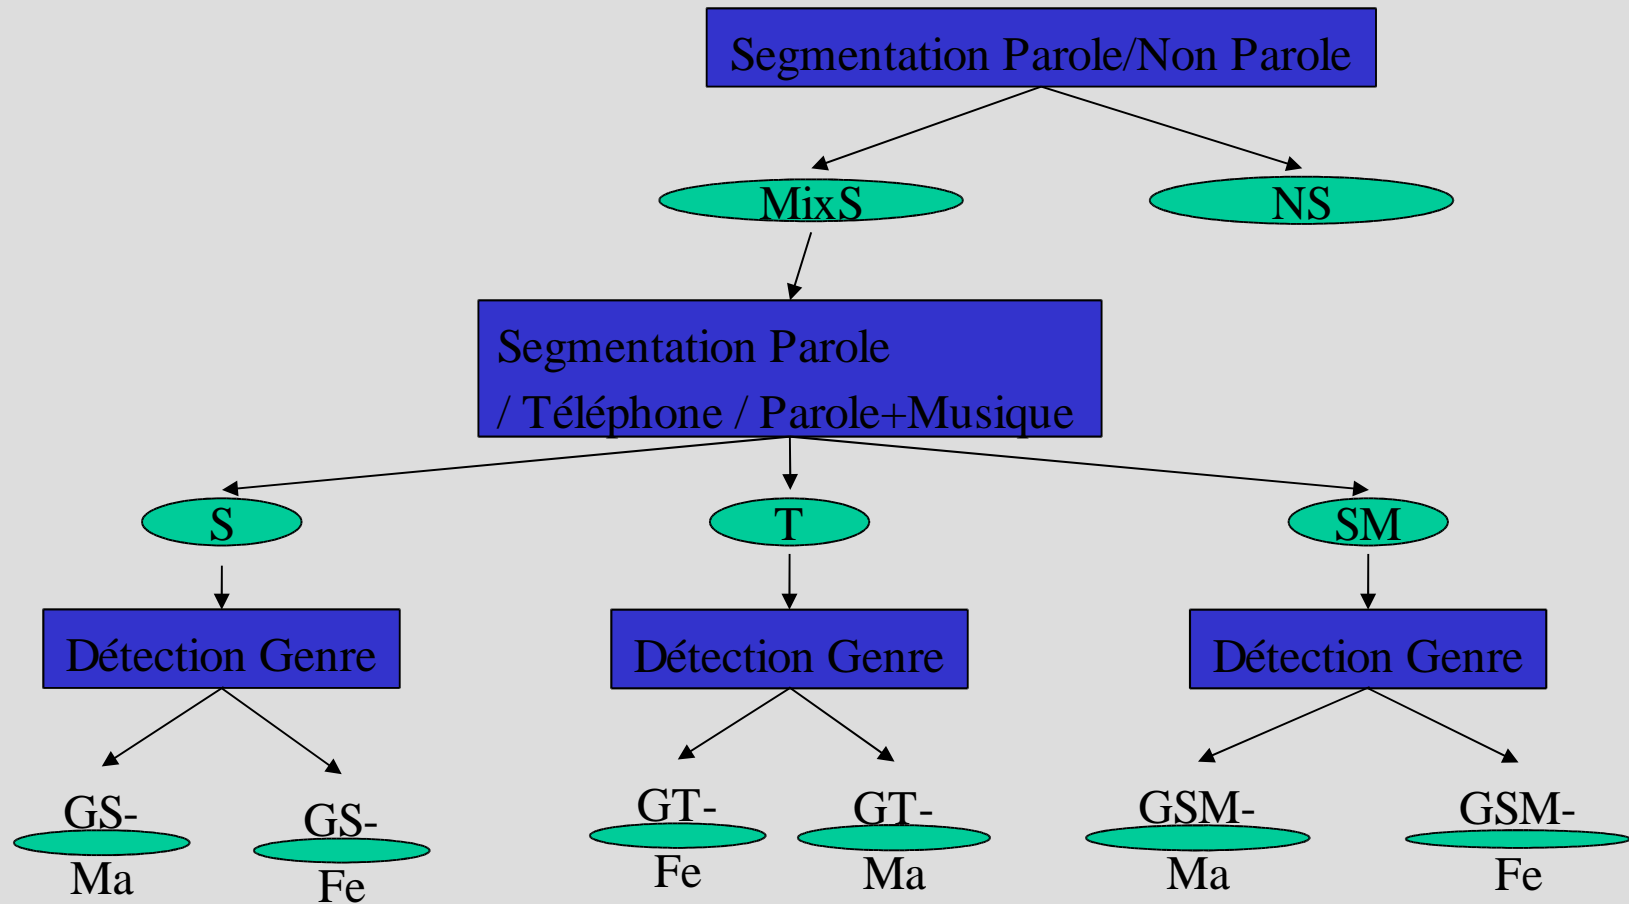 Segmentation Parole/Non Parole
MixS
NS
Segmentation Parole
/ Téléphone / Parole+Musique
S
T
SM
Détection Genre
Détection Genre
Détection Genre
GS-
Ma
GS-
Fe
GT-
Fe
GT-
Ma
GSM-
Ma
GSM-
Fe